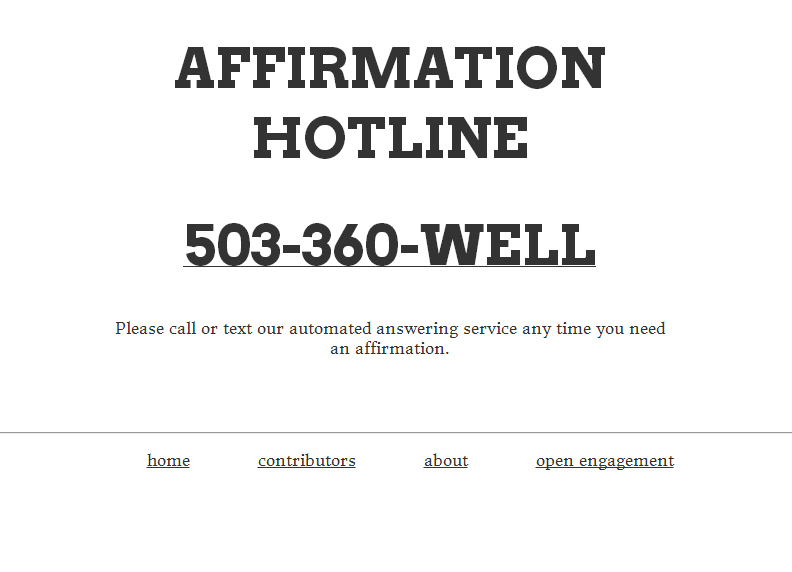 AFFIRMATION
HOTLINE
503-360-WELL
Please call or text our automated answering service any time you need
an affirmation.
home contributors about open engagement